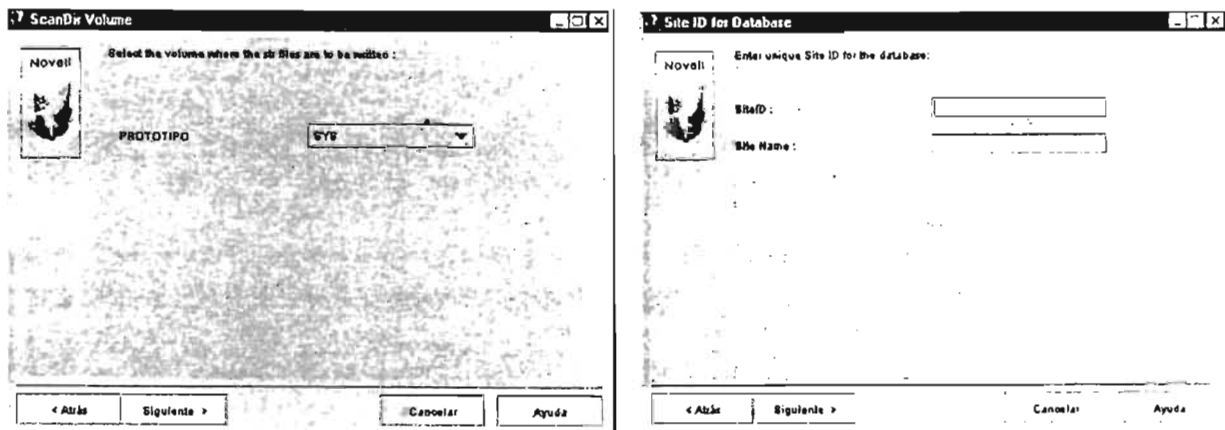 ScanDir Volume
Novell
Select the volume where the str files are to be written :
PROTOTIPO
SYS
< Atrás
Siguiente >
Cancelar
Ayuda
Site ID for Database
Novell
Enter unique Site ID for the database:
SiteID :
Site Name :
< Atrás
Siguiente >
Cancelar
Ayuda